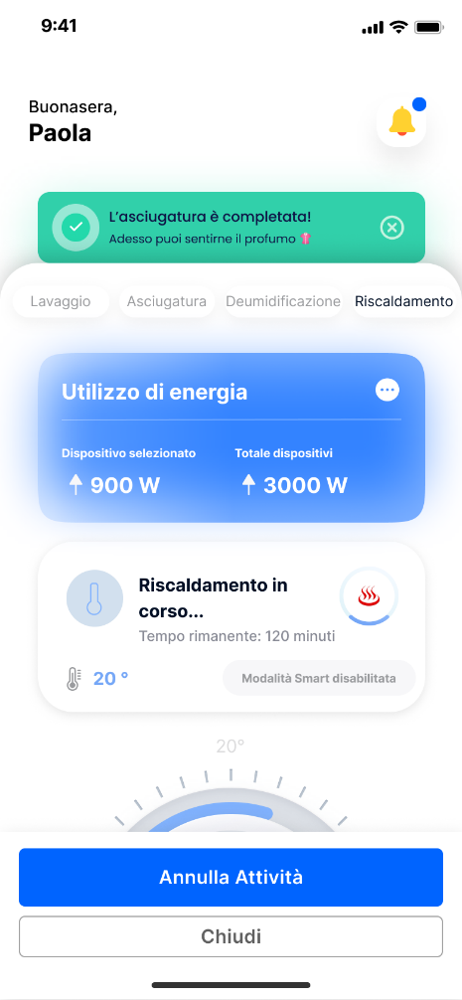 9:41
Buonasera,
Paola
L'asciugatura è completata!
Adesso puoi sentirne il profumo
Lavaggio
Asciugatura
Deumidificazione
Riscaldamento
Utilizzo di energia
Dispositivo selezionato
Totale dispositivi
900 W
3000 W
Riscaldamento in
corso...
Tempo rimanente: 120 minuti
20 °
Modalità Smart disabilitata
20°
Annulla Attività
Chiudi